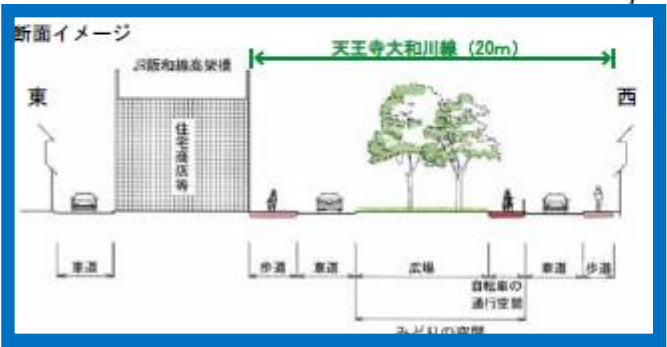 断面イメージ
天王寺大和川線（20m）
JR阪和線高架橋
東
西
住宅商店等
車道
歩道
車道
広場
車道
歩道
自転車の
通行空間
みどりの空間